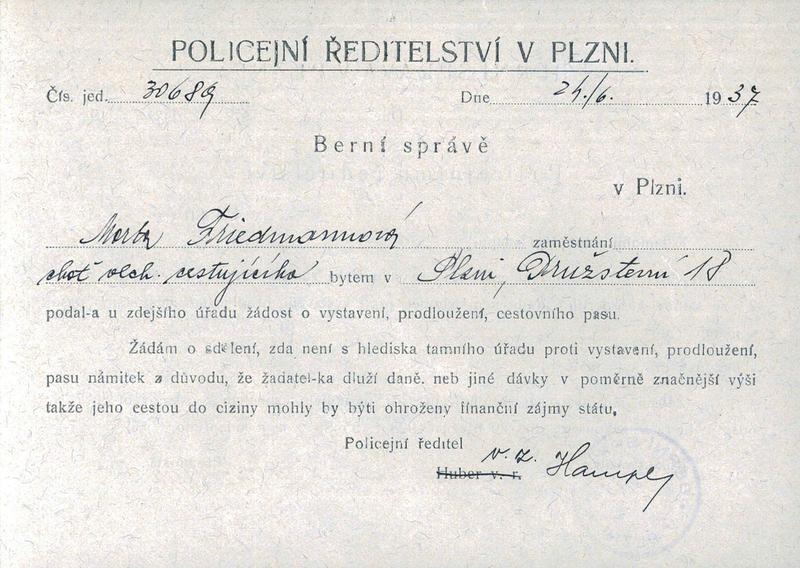 POLICEJNÍ ŘEDITELSTVÍ V PLZNI.
Čís. jed. 30689 Dne 24./6. 1937
Berní správě
v Plzni.
Marta Friedmannová zaměstnání
choť obch. cestujícího bytem v Plzni, Družstevní 18
podal-a u zdejšího úřadu žádost o vystavení, prodloužení, cestovního pasu.
Žádám o sdělení, zda není s hlediska tamního úřadu proti vystavení, prodloužení,
pasu námitek z důvodu, že žadatel-ka dluží daně. neb jiné dávky v poměrně značnější výši
takže jeho cestou do ciziny mohly by býti ohroženy finanční zájmy státu.
Policejní ředitel
v. z.
Huber v. r.